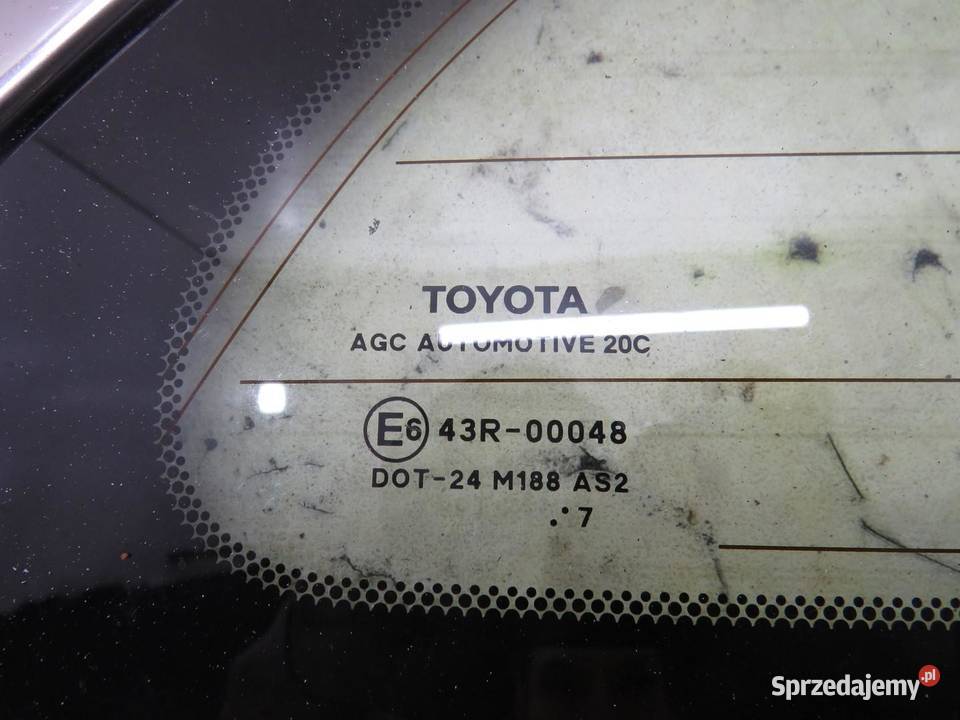 TOYOTA
AGC AUTOMOTIVE 20C
E6 43R-00048
DOT-24 M188 AS2
.•7
Sprzedajemy.pl